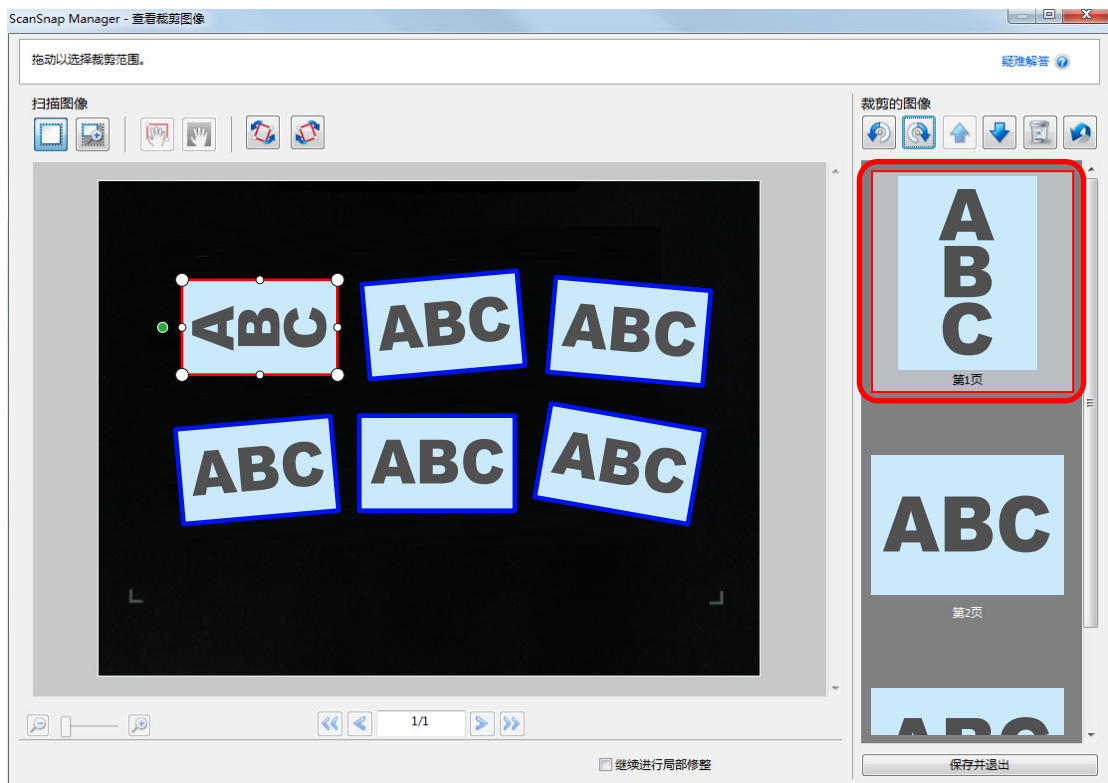 ScanSnap Manager - 查看裁剪图像
拖动以选择裁剪范围。
疑难解答
扫描图像
裁剪的图像
ABC
ABC
ABC
ABC
ABC
ABC
A
B
C
第1页
ABC
第2页
ABC
1/1
继续进行局部修整
保存并退出